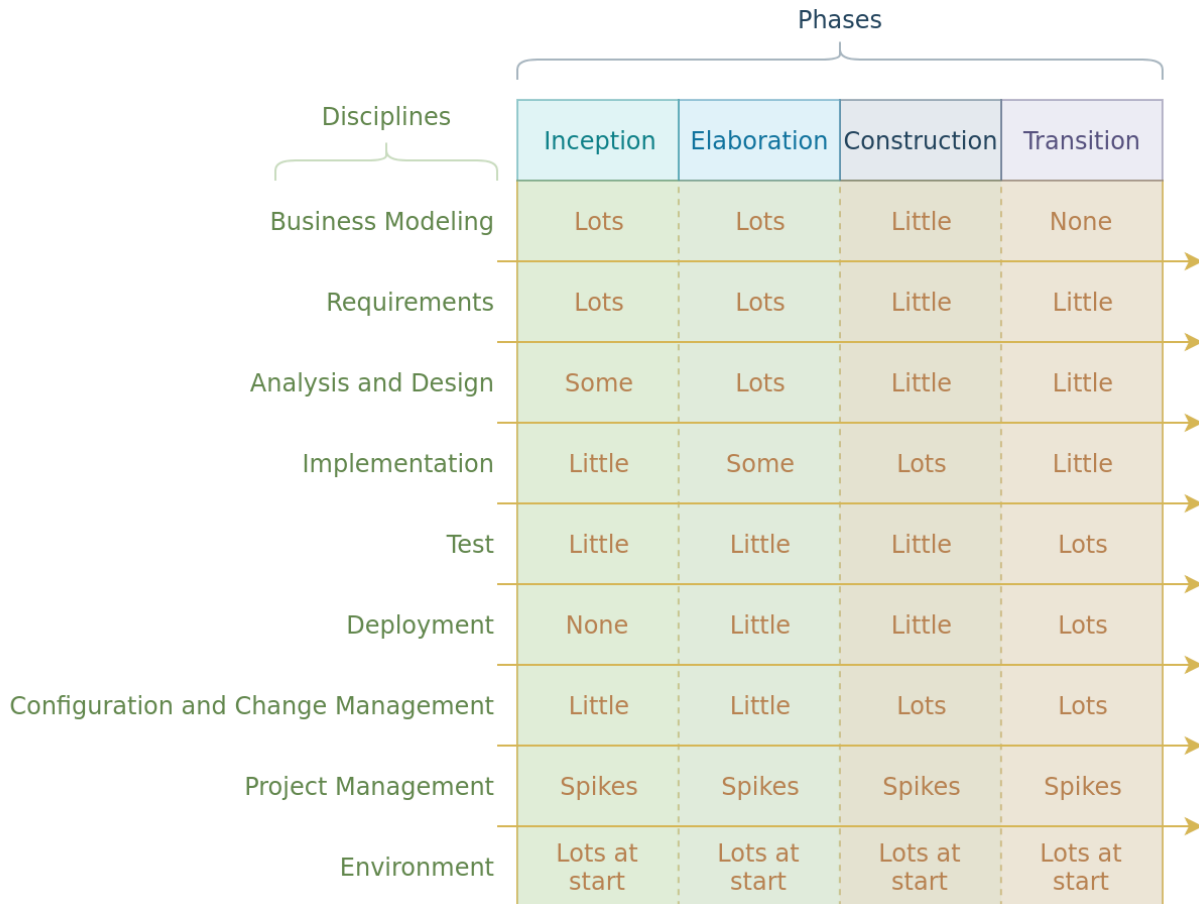 Phases
Disciplines
Inception Elaboration Construction Transition
Business Modeling Lots Lots Little None
Requirements Lots Lots Little Little
Analysis and Design Some Lots Little Little
Implementation Little Some Lots Little
Test Little Little Little Lots
Deployment None Little Little Lots
Configuration and Change Management Little Little Lots Lots
Project Management Spikes Spikes Spikes Spikes
Environment Lots at start Lots at start Lots at start Lots at start